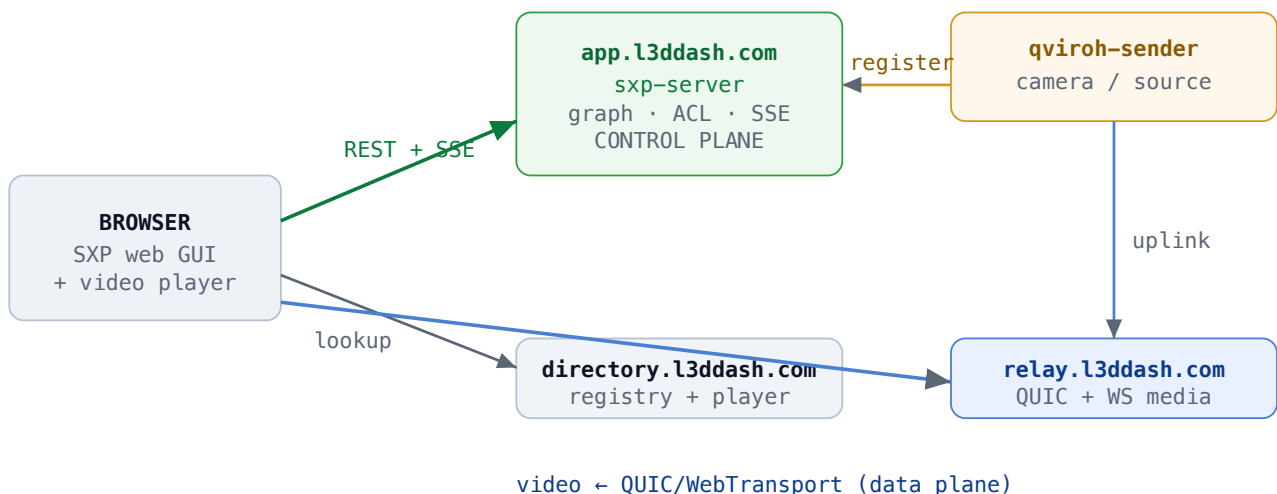 app.l3ddash.com
sxp-server
graph · ACL · SSE
CONTROL PLANE
register
qviroh-sender
camera / source
REST + SSE
BROWSER
SXP web GUI
+ video player
uplink
lookup
directory.l3ddash.com
registry + player
relay.l3ddash.com
QUIC + WS media
video ← QUIC/WebTransport (data plane)